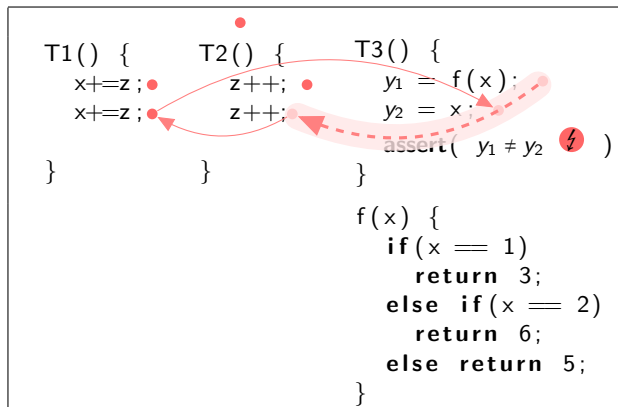 T1() {
x+=z;
x+=z;
}
T2() {
z++;
z++;
}
T3() {
y₁ = f(x);
y₂ = x;
assert( y₁ ≠ y₂ )
}
f(x) {
if(x == 1)
return 3;
else if(x == 2)
return 6;
else return 5;
}